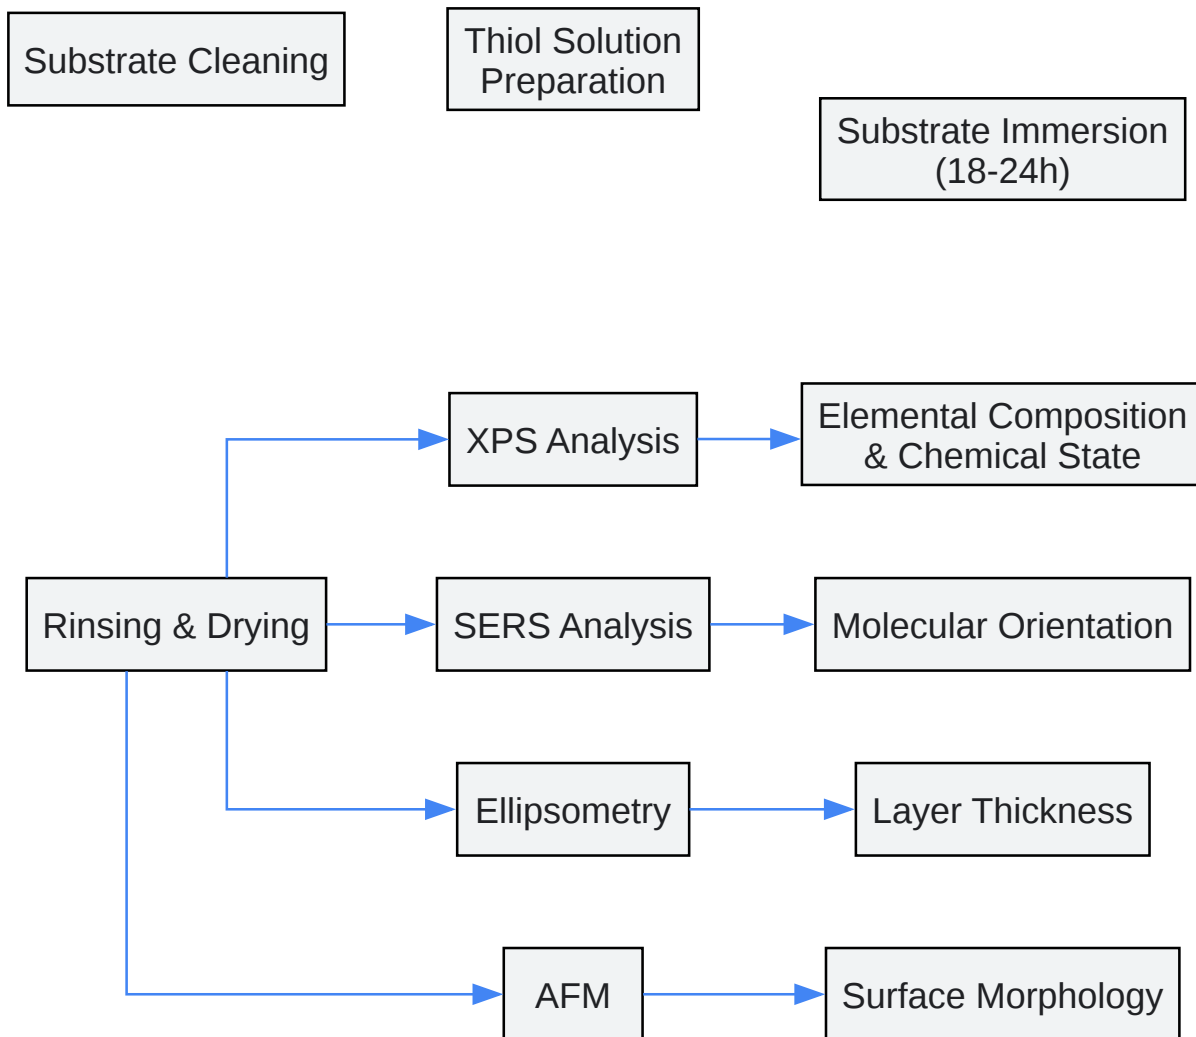 Substrate Cleaning
Thiol Solution
Preparation
Substrate Immersion
(18-24h)
XPS Analysis
Elemental Composition
& Chemical State
Rinsing & Drying
SERS Analysis
Molecular Orientation
Ellipsometry
Layer Thickness
AFM
Surface Morphology